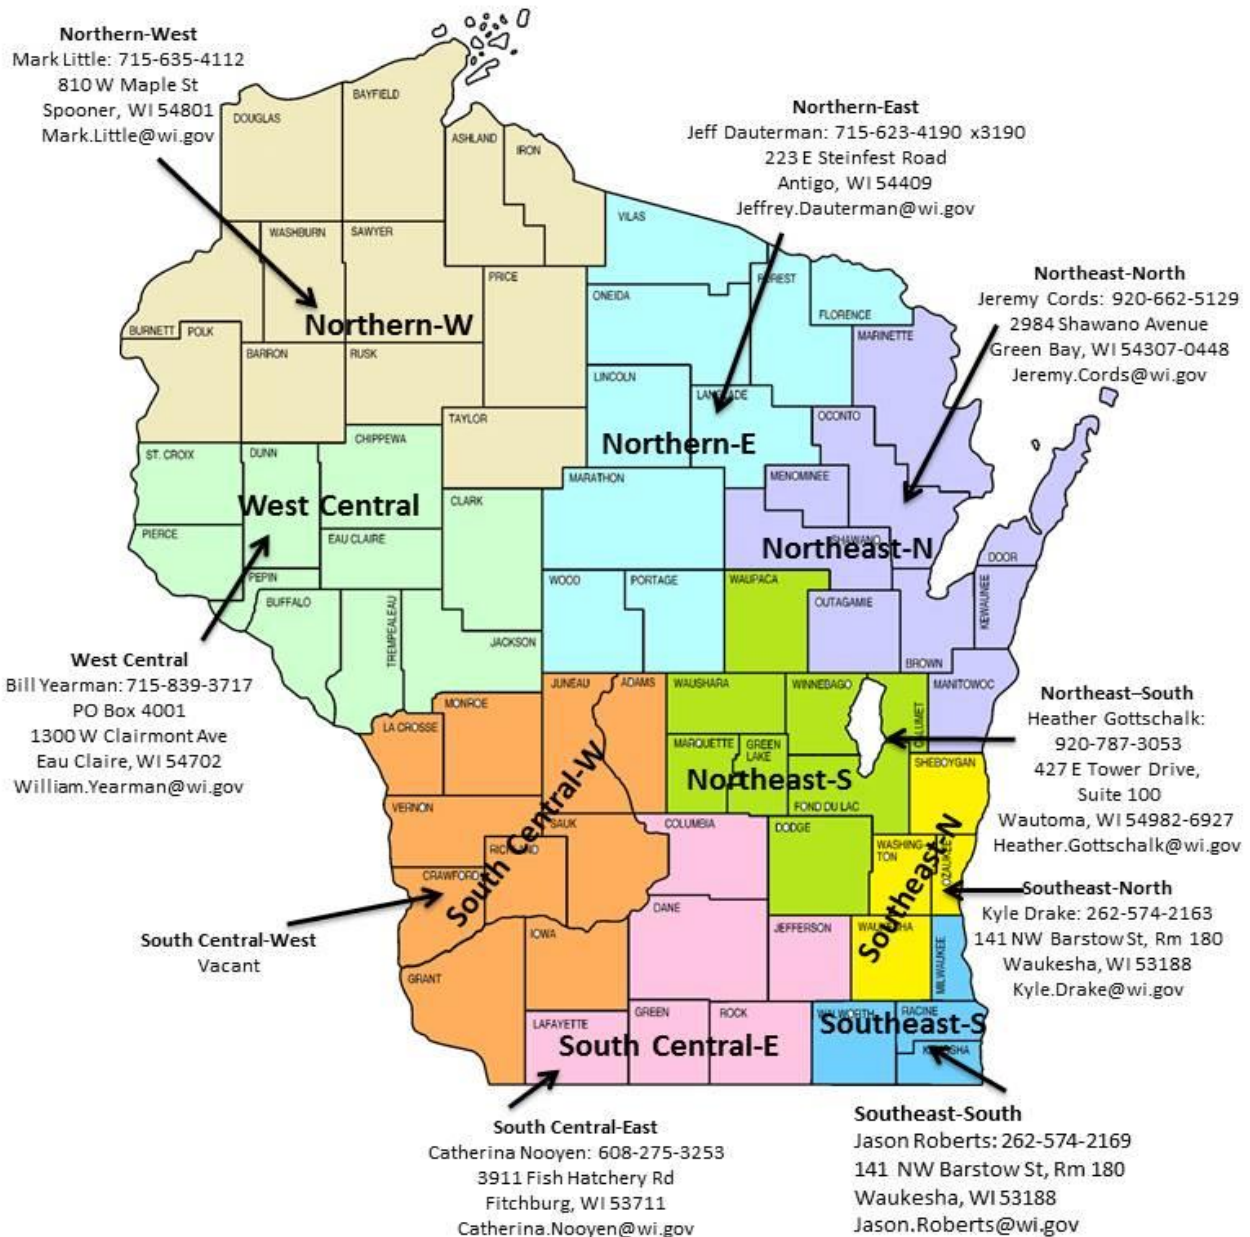 Northern-West
Mark Little: 715-635-4112
810 W Maple St
Spooner, WI 54801
Mark.Little@wi.gov
Northern-East
Jeff Dauterman: 715-623-4190 x3190
223 E Steinfest Road
Antigo, WI 54409
Jeffrey.Dauterman@wi.gov
Northeast-North
Jeremy Cords: 920-662-5129
2984 Shawano Avenue
Green Bay, WI 54307-0448
Jeremy.Cords@wi.gov
DOUGLAS
BAYFIELD
ASHLAND
IRON
VILAS
WASHBURN
SAWYER
PRICE
ONEIDA
FOREST
FLORENCE
BURNETT
POLK
Northern-W
MARINETTE
BARRON
RUSK
LINCOLN
LANGLADE
TAYLOR
OCONTO
CHIPPEWA
Northern-E
ST. CROIX
DUNN
MARATHON
MENOMINEE
West Central
CLARK
PIERCE
EAU CLAIRE
SHAWANO
Northeast-N
DOOR
PEPIN
WOOD
PORTAGE
WAUPACA
BUFFALO
TREMPEALEAU
OUTAGAMIE
KEWAUNEE
JACKSON
BROWN
West Central
Bill Yearman: 715-839-3717
PO Box 4001
1300 W Clairmont Ave
Eau Claire, WI 54702
William.Yearman@wi.gov
JUNEAU
ADAMS
WAUSHARA
WINNEBAGO
CALUMET
MANITOWOC
MONROE
LA CROSSE
MARQUETTE
GREEN
LAKE
Northeast-S
SHEBOYGAN
FOND DU LAC
Northeast–South
Heather Gottschalk:
920-787-3053
427 E Tower Drive,
Suite 100
Wautoma, WI 54982-6927
Heather.Gottschalk@wi.gov
VERNON
South Central-W
SAUK
COLUMBIA
DODGE
RICHLAND
CRAWFORD
WASHING-
TON
OZAUKEE
Southeast-N
Southeast-North
Kyle Drake: 262-574-2163
141 NW Barstow St, Rm 180
Waukesha, WI 53188
Kyle.Drake@wi.gov
South Central-West
Vacant
DANE
IOWA
JEFFERSON
WAUKESHA
MILWAUKEE
GRANT
LAFAYETTE
GREEN
ROCK
WALWORTH
RACINE
KENOSHA
South Central-E
Southeast-S
South Central-East
Catherina Nooyen: 608-275-3253
3911 Fish Hatchery Rd
Fitchburg, WI 53711
Catherina.Nooyen@wi.gov
Southeast-South
Jason Roberts: 262-574-2169
141 NW Barstow St, Rm 180
Waukesha, WI 53188
Jason.Roberts@wi.gov